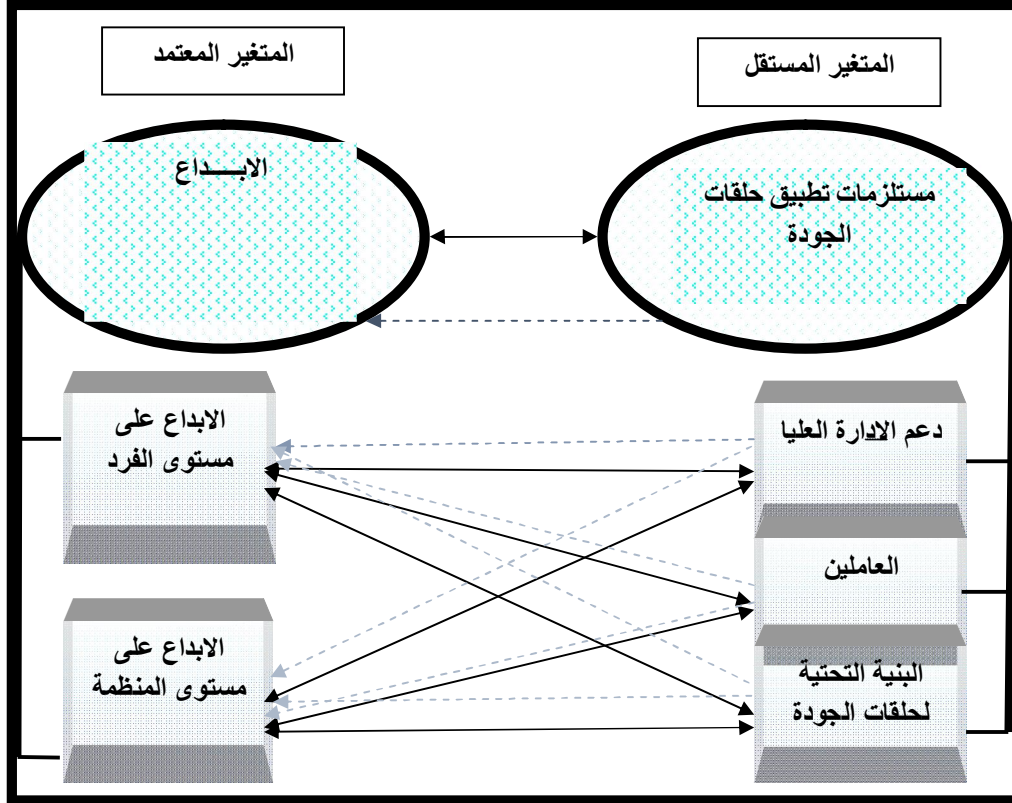 المتغير المستقل
المتغير المعتمد
مستلزمات تطبيق حلقات
الجودة
الابـــداع
دعم الادارة العليا
العاملين
البنية التحتية
لحلقات الجودة
الابداع على
مستوى الفرد
الابداع على
مستوى المنظمة